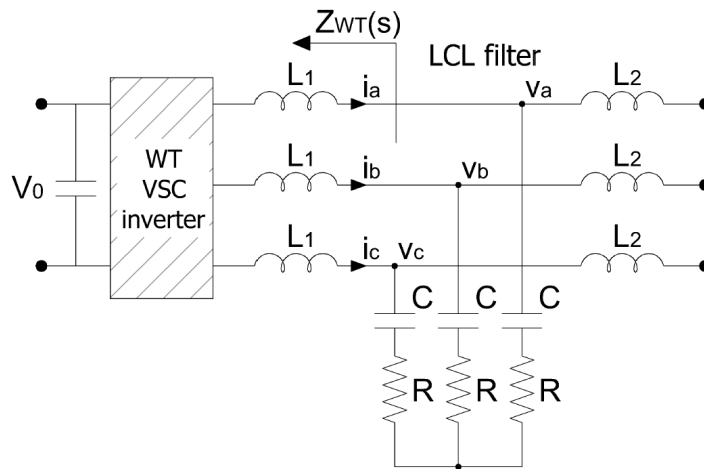 ZWT(s)
LCL filter
L1 ia va L2
WT
VSC
inverter
V0
L1 ib vb L2
L1 ic vc L2
C C C
R R R